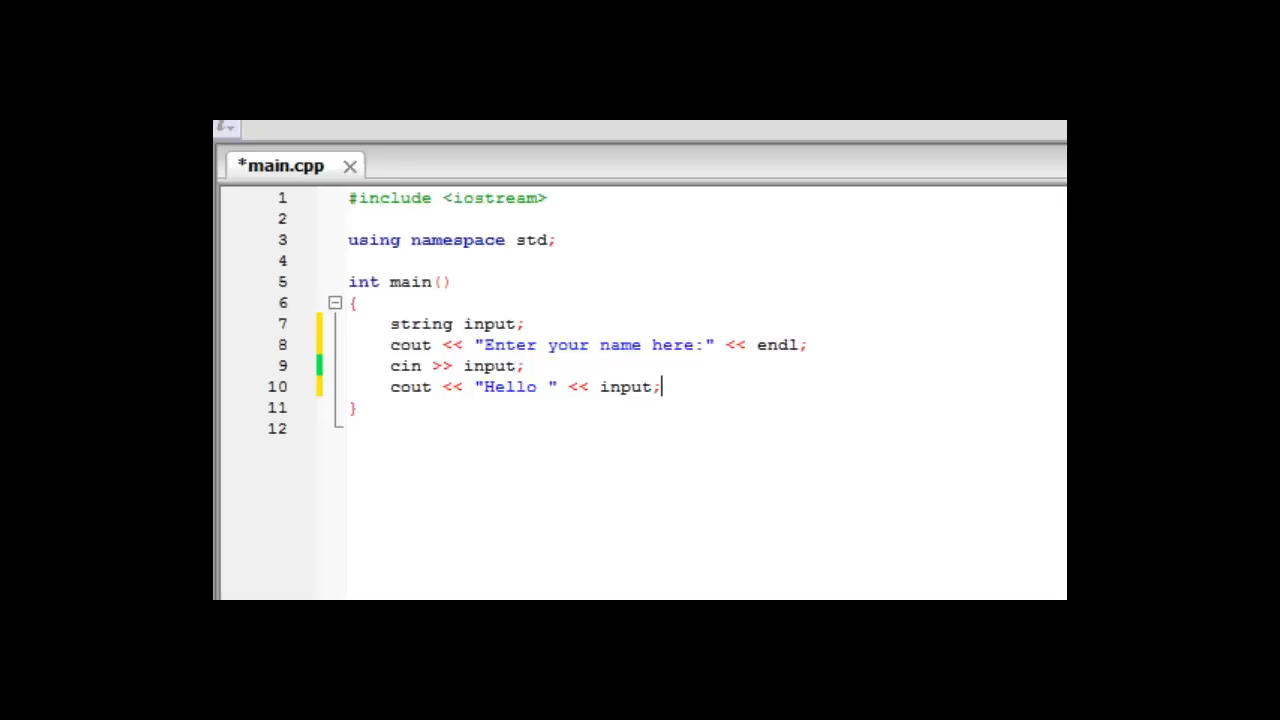 *main.cpp
1 #include <iostream>
2
3 using namespace std;
4
5 int main()
6 {
7 string input;
8 cout << "Enter your name here:" << endl;
9 cin >> input;
10 cout << "Hello " << input;
11 }
12